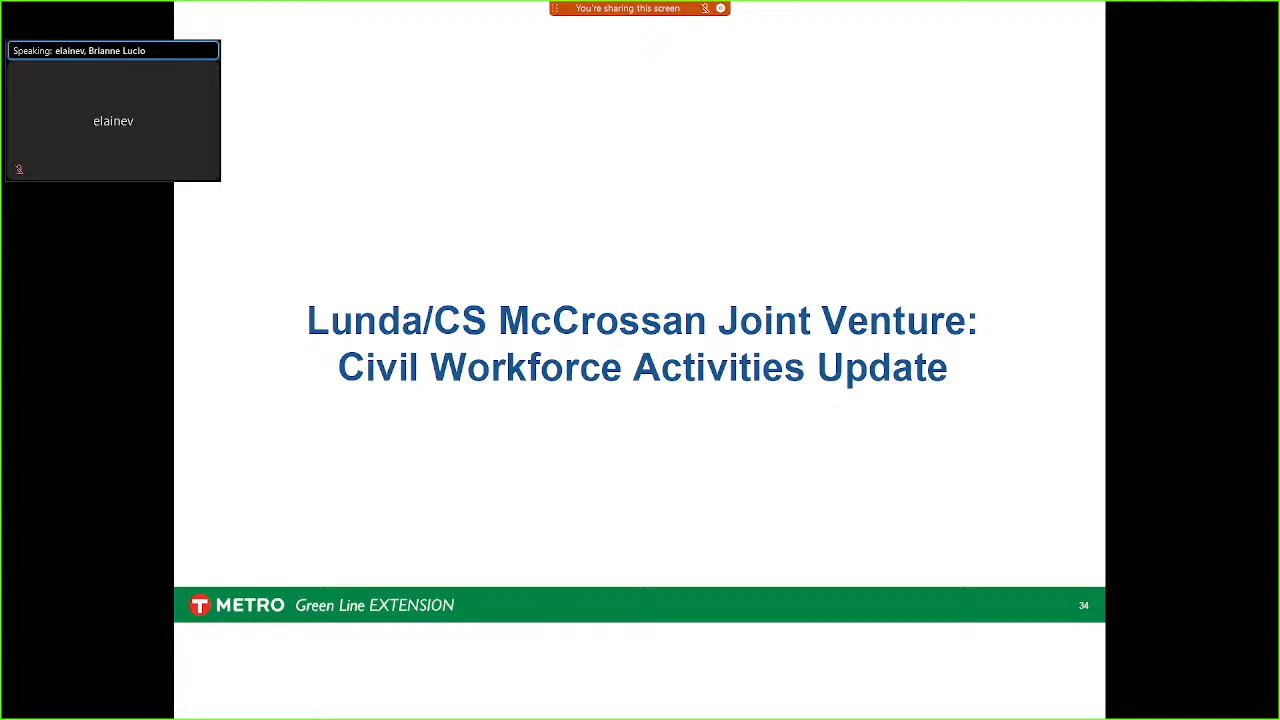 You're sharing this screen
Speaking: elainev, Brianne Lucio
elainev
Lunda/CS McCrossan Joint Venture:
Civil Workforce Activities Update
T METRO Green Line EXTENSION
34